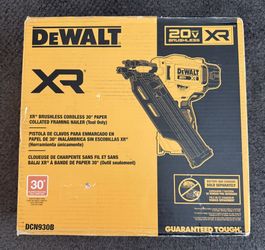 DEWALT
20V XR
BRUSHLESS
XR
XR® BRUSHLESS CORDLESS 30° PAPER
COLLATED FRAMING NAILER (Tool Only)
PISTOLA DE CLAVOS PARA ENMARCADO EN
PAPEL DE 30° INALÁMBRICA SIN ESCOBILLAS XR®
(Herramienta únicamente)
CLOUEUSE DE CHARPENTE SANS FIL ET SANS
BALAI XR® À BANDE DE PAPIER 30° (Outil seulement)
30°
DCN930B
GUARANTEED TOUGH.